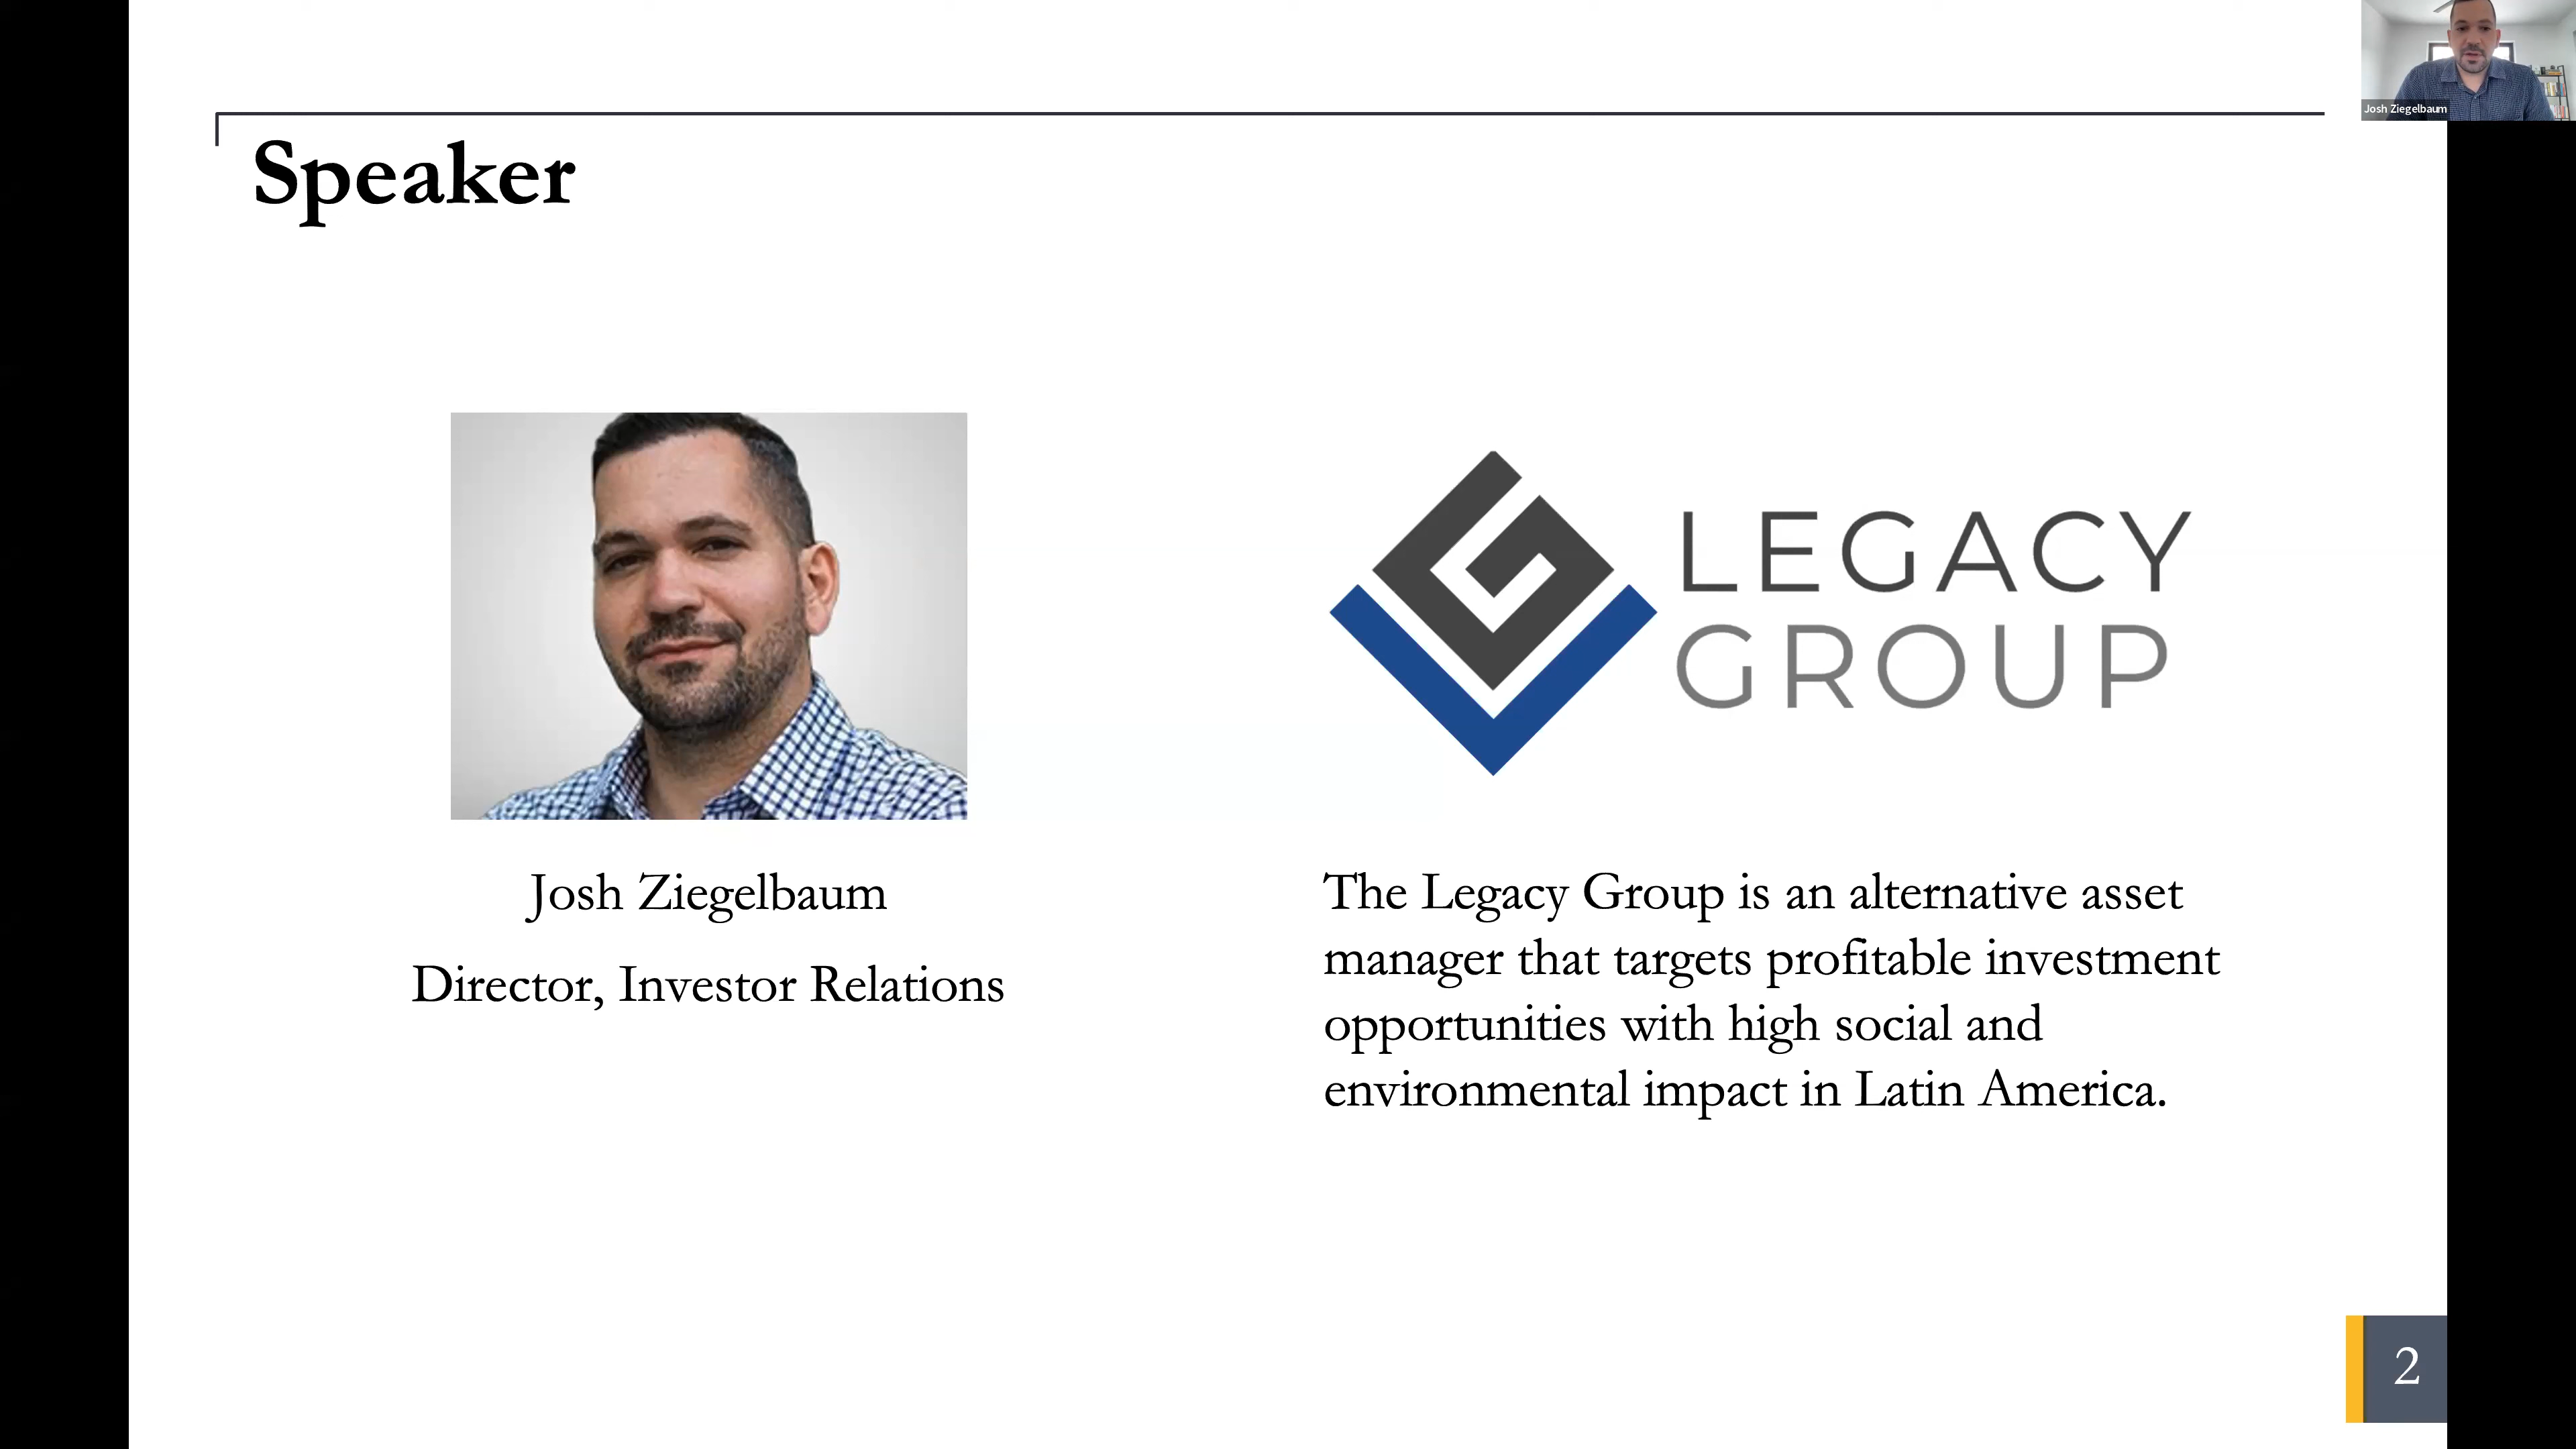 Josh Ziegelbaum
Speaker
LEGACY
GROUP
Josh Ziegelbaum
Director, Investor Relations
The Legacy Group is an alternative asset
manager that targets profitable investment
opportunities with high social and
environmental impact in Latin America.
2